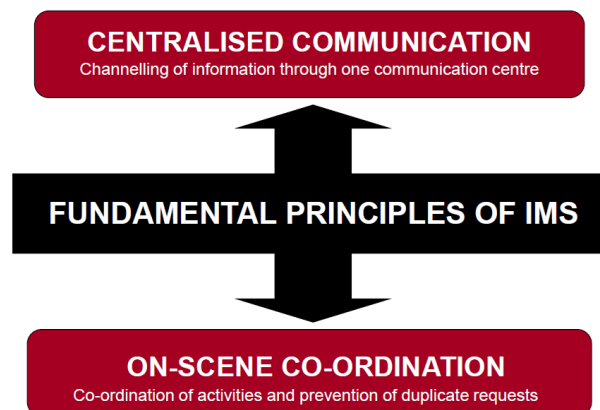 CENTRALISED COMMUNICATION
Channelling of information through one communication centre
FUNDAMENTAL PRINCIPLES OF IMS
ON-SCENE CO-ORDINATION
Co-ordination of activities and prevention of duplicate requests